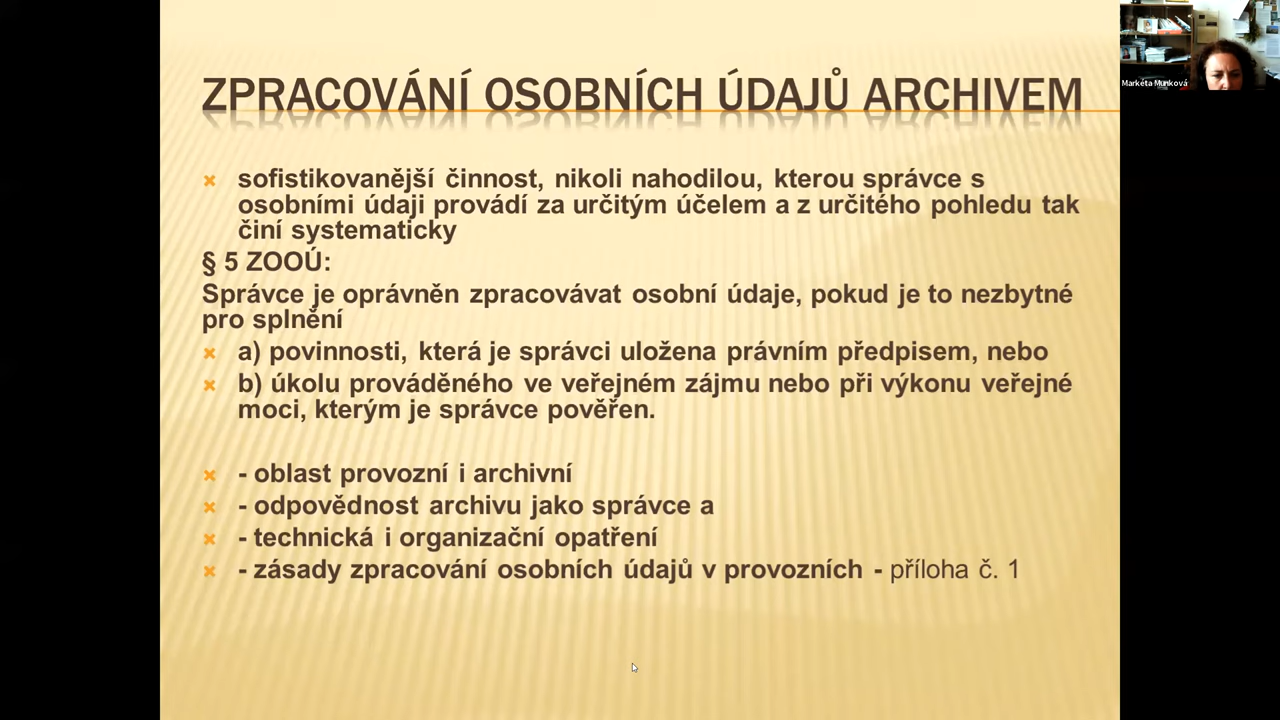 ZPRACOVÁNÍ OSOBNÍCH ÚDAJŮ ARCHIVEM
Markéta Munková
sofistikovanější činnost, nikoli nahodilou, kterou správce s
osobními údaji provádí za určitým účelem a z určitého pohledu tak
činí systematicky
§ 5 ZOOÚ:
Správce je oprávněn zpracovávat osobní údaje, pokud je to nezbytné
pro splnění
a) povinnosti, která je správci uložena právním předpisem, nebo
b) úkolu prováděného ve veřejném zájmu nebo při výkonu veřejné
moci, kterým je správce pověřen.
- oblast provozní i archivní
- odpovědnost archivu jako správce a
- technická i organizační opatření
- zásady zpracování osobních údajů v provozních - příloha č. 1